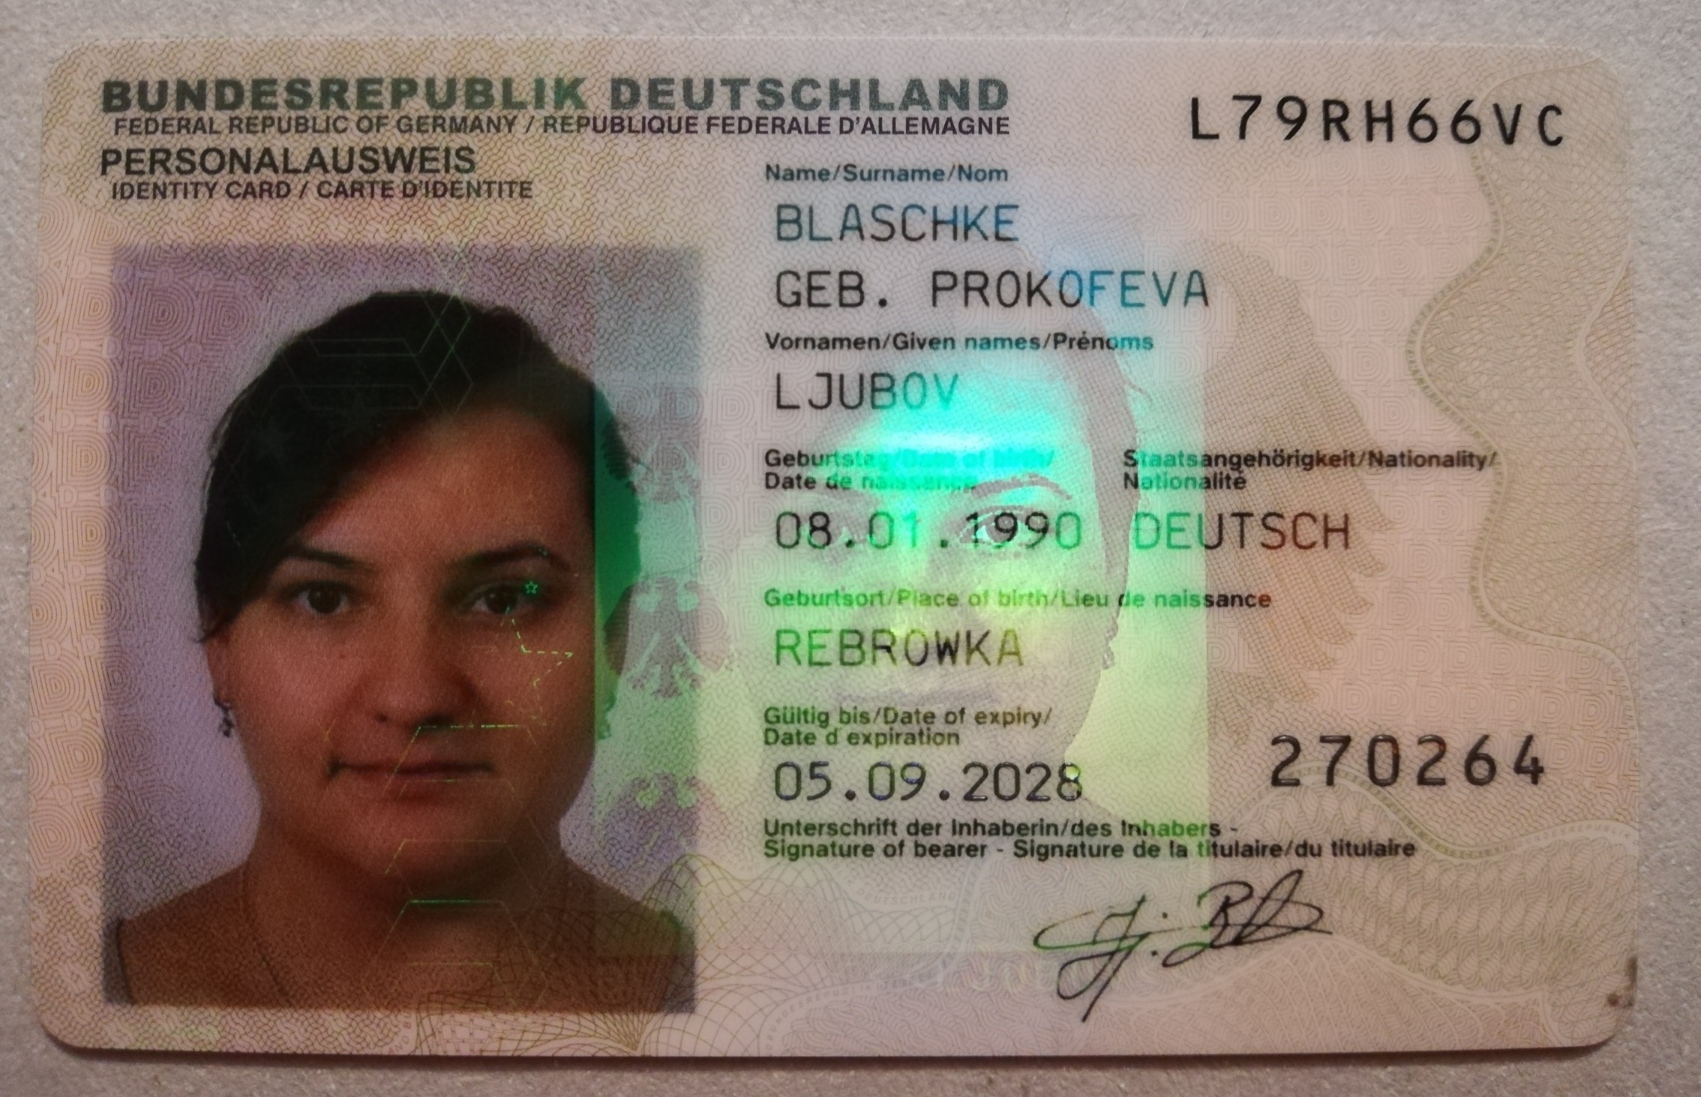 BUNDESREPUBLIK DEUTSCHLAND
FEDERAL REPUBLIC OF GERMANY / REPUBLIQUE FEDERALE D'ALLEMAGNE
PERSONALAUSWEIS
IDENTITY CARD / CARTE D'IDENTITE
L79RH66VC
Name/Surname/Nom
BLASCHKE
GEB. PROKOFEVA
Vornamen/Given names/Prénoms
LJUBOV
Geburtstag/Date of birth/
Date de naissance
Staatsangehörigkeit/Nationality/
Nationalité
08.01.1990
DEUTSCH
Geburtsort/Place of birth/Lieu de naissance
REBROWKA
Gültig bis/Date of expiry/
Date d'expiration
05.09.2028
270264
Unterschrift der Inhaberin/des Inhabers -
Signature of bearer - Signature de la titulaire/du titulaire